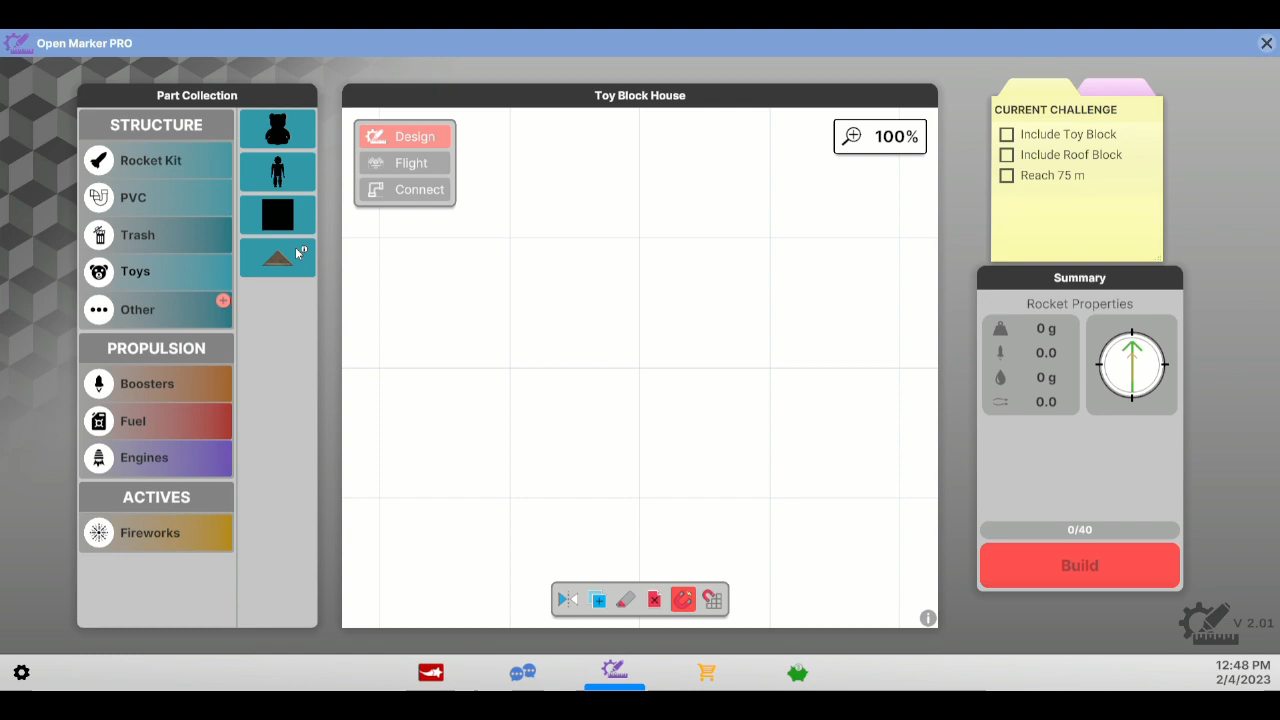 Open Marker PRO
Part Collection
STRUCTURE
Rocket Kit
PVC
Trash
Toys
Other
PROPULSION
Boosters
Fuel
Engines
ACTIVES
Fireworks
Toy Block House
Design
Flight
Connect
100%
CURRENT CHALLENGE
Include Toy Block
Include Roof Block
Reach 75 m
Summary
Rocket Properties
0 g
0.0
0 g
0.0
0/40
Build
V 2.01
12:48 PM
2/4/2023